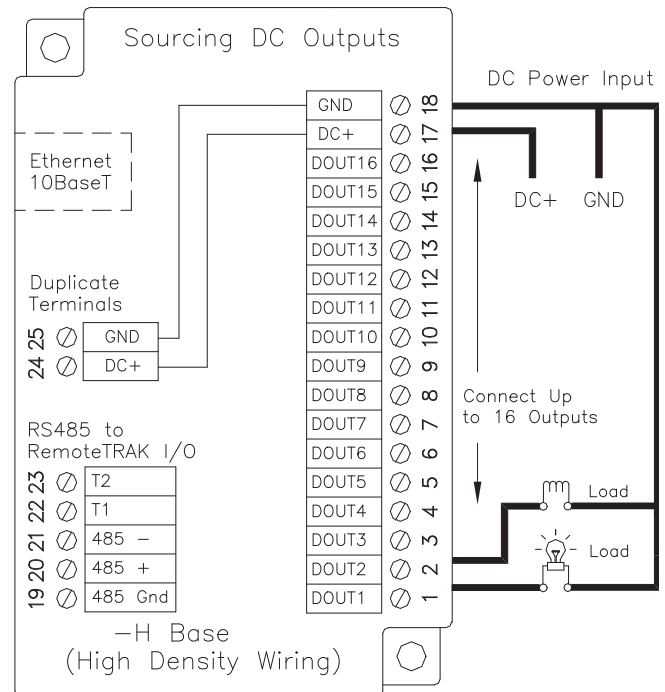 Sourcing DC Outputs
DC Power Input
Ethernet
10BaseT
GND 18
DC+ 17
DOUT16 16
DOUT15 15
DOUT14 14
DOUT13 13
DOUT12 12
DOUT11 11
DOUT10 10
DOUT9 9
DOUT8 8
DOUT7 7
DOUT6 6
DOUT5 5
DOUT4 4
DOUT3 3
DOUT2 2
DOUT1 1
DC+ GND
Duplicate
Terminals
25 GND
24 DC+
Connect Up
to 16 Outputs
RS485 to
RemoteTRAK I/O
23 T2
22 T1
21 485 -
20 485 +
19 485 Gnd
Load
Load
-H Base
(High Density Wiring)